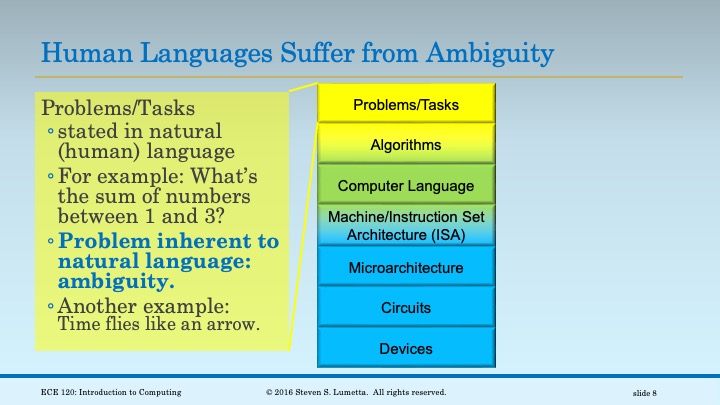 Human Languages Suffer from Ambiguity
Problems/Tasks
◦ stated in natural
(human) language
◦ For example: What's
the sum of numbers
between 1 and 3?
◦ Problem inherent to
natural language:
ambiguity.
◦ Another example:
Time flies like an arrow.
Problems/Tasks
Algorithms
Computer Language
Machine/Instruction Set
Architecture (ISA)
Microarchitecture
Circuits
Devices
ECE 120: Introduction to Computing
© 2016 Steven S. Lumetta. All rights reserved.
slide 8